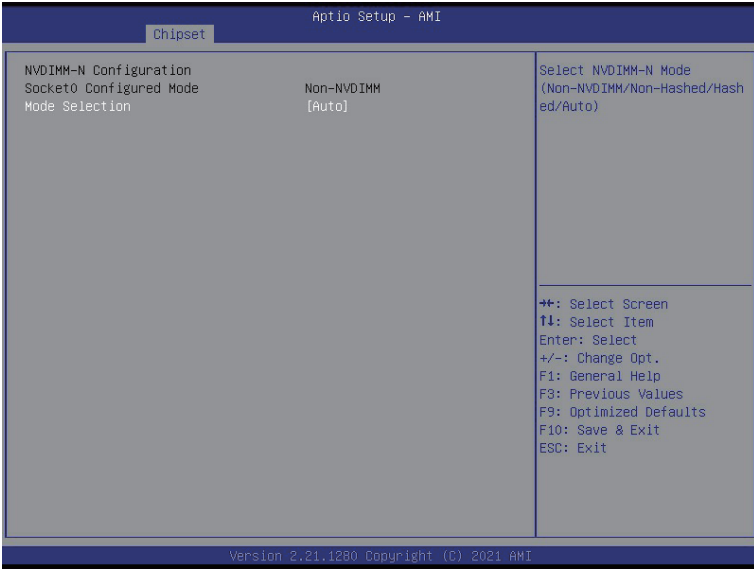 Aptio Setup – AMI
Chipset
NVDIMM-N Configuration
Socket0 Configured Mode Non-NVDIMM
Mode Selection [Auto]
Select NVDIMM-N Mode
(Non-NVDIMM/Non-Hashed/Hash
ed/Auto)
→←: Select Screen
↑↓: Select Item
Enter: Select
+/-: Change Opt.
F1: General Help
F3: Previous Values
F9: Optimized Defaults
F10: Save & Exit
ESC: Exit
Version 2.21.1280 Copyright (C) 2021 AMI